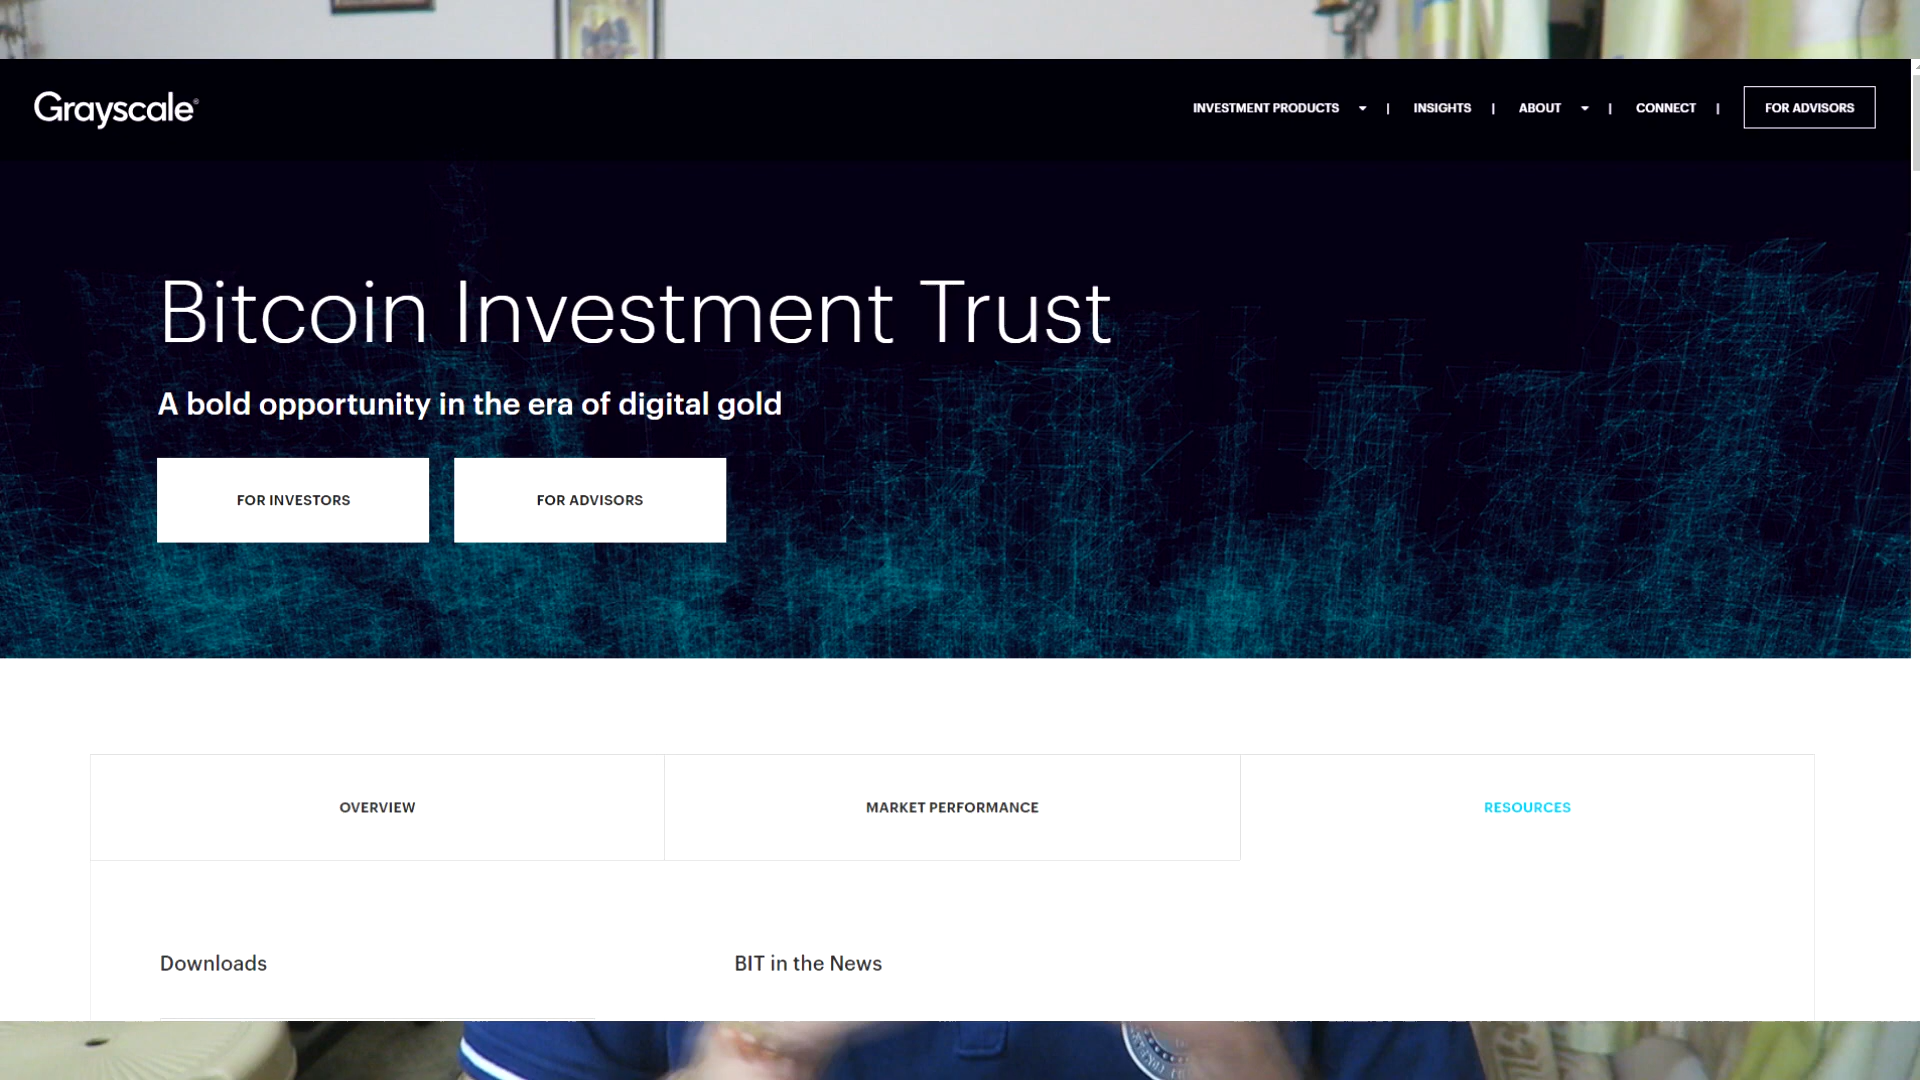 Grayscale®
INVESTMENT PRODUCTS | INSIGHTS | ABOUT | CONNECT | FOR ADVISORS
Bitcoin Investment Trust
A bold opportunity in the era of digital gold
FOR INVESTORS
FOR ADVISORS
OVERVIEW
MARKET PERFORMANCE
RESOURCES
Downloads
BIT in the News